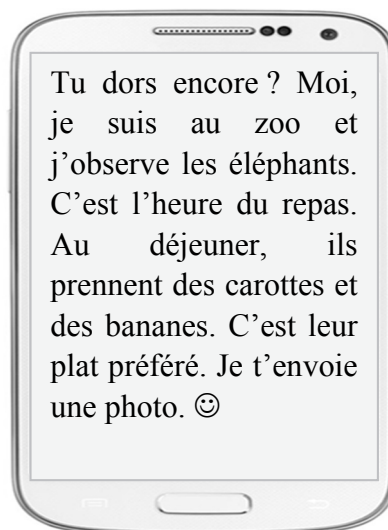 Tu dors encore ? Moi,
je suis au zoo et
j’observe les éléphants.
C’est l’heure du repas.
Au déjeuner, ils
prennent des carottes et
des bananes. C’est leur
plat préféré. Je t’envoie
une photo. ☺